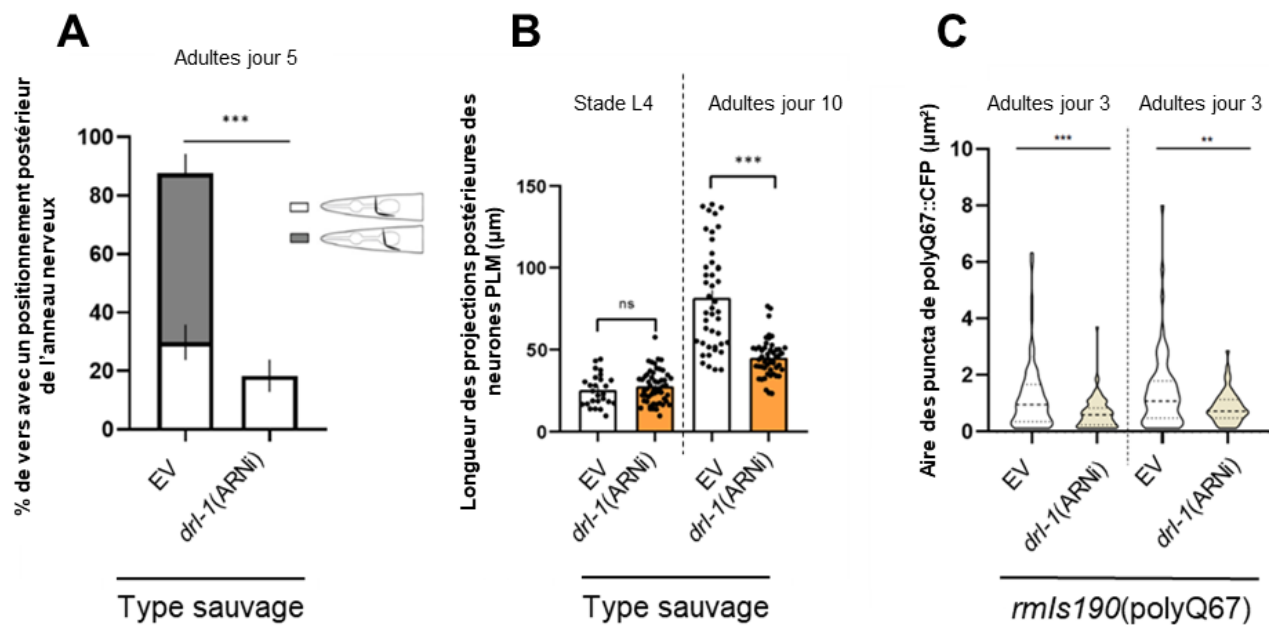 A
Adultes jour 5
% de vers avec un positionnement postérieur
de l'anneau nerveux
***
100
80
60
40
20
0
EV
drl-1(ARNi)
Type sauvage
B
Stade L4
Adultes jour 10
Longueur des projections postérieures des
neurones PLM (µm)
***
ns
150
100
50
0
EV
drl-1(ARNi)
EV
drl-1(ARNi)
Type sauvage
C
Adultes jour 3
Adultes jour 3
Aire des puncta de polyQ67::CFP (µm²)
***
**
10
8
6
4
2
0
EV
drl-1(ARNi)
EV
drl-1(ARNi)
rmIs190(polyQ67)